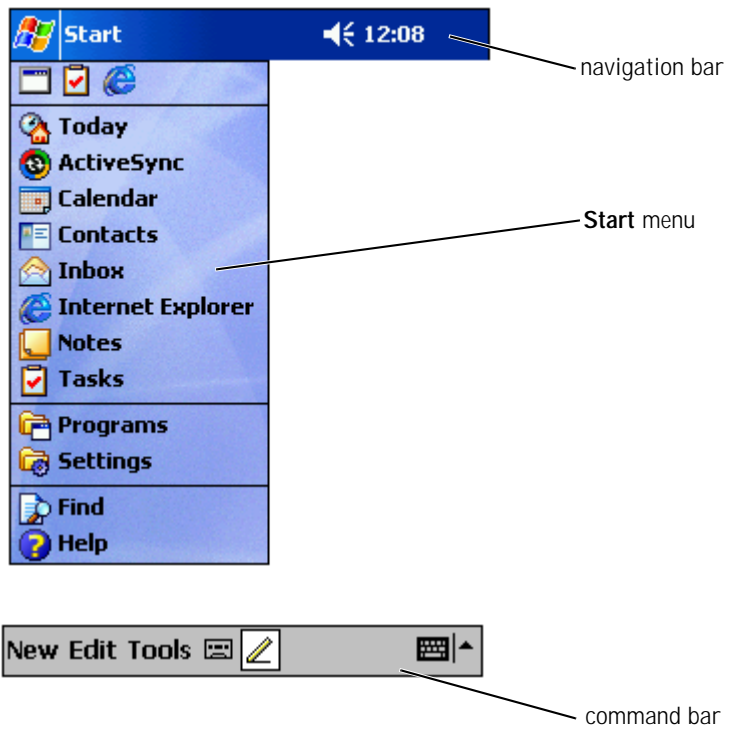 Start 12:08
navigation bar
Today
ActiveSync
Calendar
Contacts
Start menu
Inbox
Internet Explorer
Notes
Tasks
Programs
Settings
Find
Help
New Edit Tools
command bar